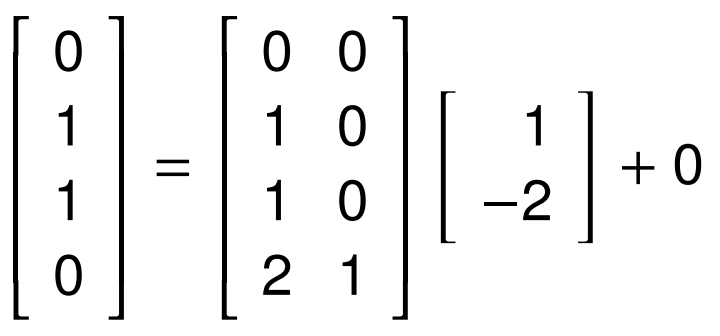 [ 0 ; 1 ; 1 ; 0 ] = [ 0 0 ; 1 0 ; 1 0 ; 2 1 ] [ 1 ; −2 ] + 0